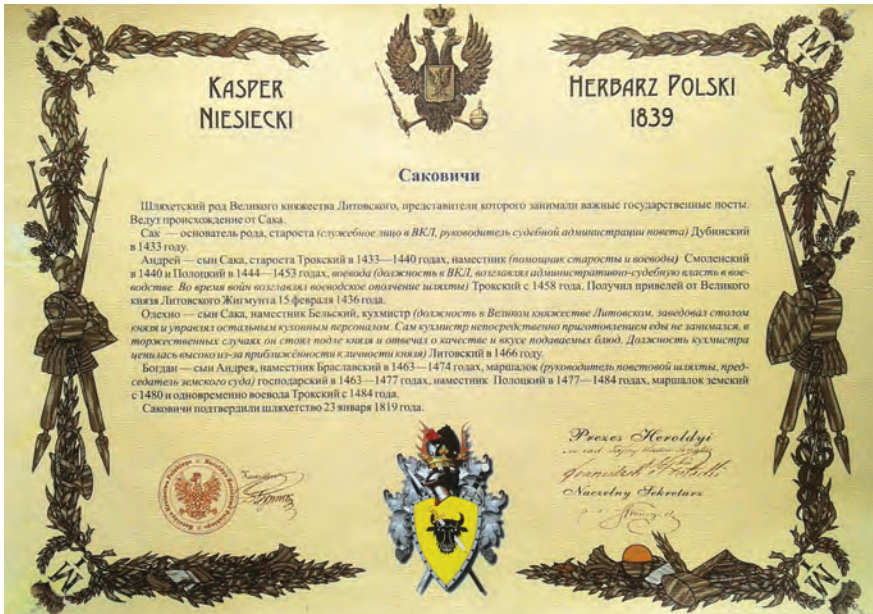 KASPER
NIESIECKI
HERBARZ POLSKI
1839
Саковичи
Шляхетский род Великого княжества Литовского, представители которого занимали важные государственные посты.
Ведут происхождение от Сака.
Сак — основатель рода, староста (служебное лицо в ВКЛ, руководитель судебной администрации повета) Дубинский
в 1433 году.
Андрей — сын Сака, староста Трокский в 1433—1440 годах, наместник (помощник старосты и воеводы) Смоленский
в 1440 и Полоцкий в 1444—1453 годах, воевода (должность в ВКЛ, возглавлял административно-судебную власть в вое-
водстве. Во время войн возглавлял воеводское ополчение шляхты) Трокский с 1458 года. Получил привелей от Великого
князя Литовского Жигмунта 15 февраля 1436 года.
Одехно — сын Сака, наместник Бельский, кухмистр (должность в Великом княжестве Литовском, заведовал столом
князя и управлял остальным кухонным персоналом. Сам кухмистр непосредственно приготовлением еды не занимался, в
торжественных случаях он стоял подле князя и отвечал о качестве и вкусе подаваемых блюд. Должность кухмистра
ценилась высоко из-за приближённости к личности князя) Литовский в 1466 году.
Богдан — сын Андрея, наместник Браславский в 1463—1474 годах, маршалок (руководитель поветовой шляхты, пред-
седатель земского суда) господарский в 1463—1477 годах, наместник Полоцкий в 1477—1484 годах, маршалок земский
с 1480 и одновременно воевода Трокский с 1484 года.
Саковичи подтвердили шляхетство 23 января 1819 года.
Prezes Heroldyi
Naczelny Sekretarz
M
M
M
M